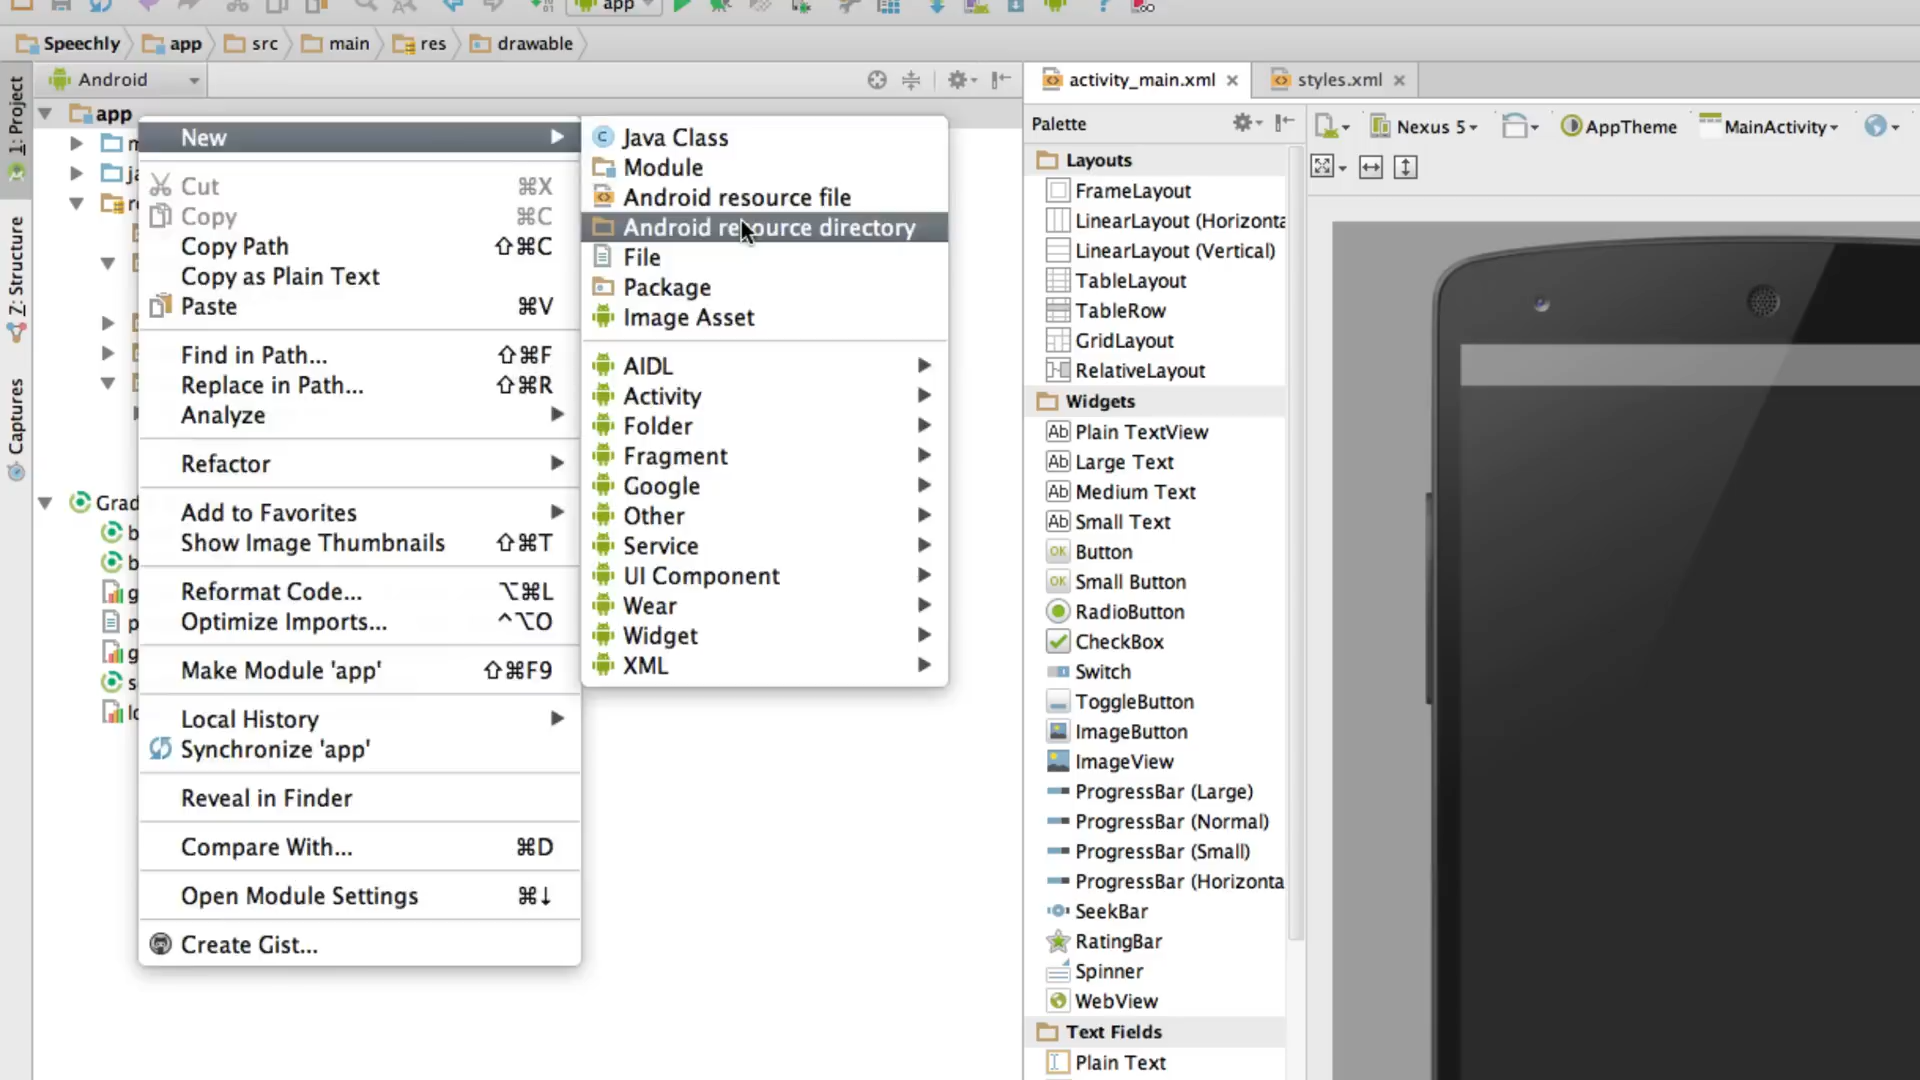 app
Speechly
app
src
main
res
drawable
Android
activity_main.xml
styles.xml
1: Project
Z: Structure
Captures
app
Grad
New
Cut ⌘X
Copy ⌘C
Copy Path ⇧⌘C
Copy as Plain Text
Paste ⌘V
Find in Path... ⇧⌘F
Replace in Path... ⇧⌘R
Analyze
Refactor
Add to Favorites
Show Image Thumbnails ⇧⌘T
Reformat Code... ⌥⌘L
Optimize Imports... ^⌥O
Make Module 'app' ⇧⌘F9
Local History
Synchronize 'app'
Reveal in Finder
Compare With... ⌘D
Open Module Settings ⌘↓
Create Gist...
Java Class
Module
Android resource file
Android resource directory
File
Package
Image Asset
AIDL
Activity
Folder
Fragment
Google
Other
Service
UI Component
Wear
Widget
XML
Palette
Layouts
FrameLayout
LinearLayout (Horizonta
LinearLayout (Vertical)
TableLayout
TableRow
GridLayout
RelativeLayout
Widgets
Ab Plain TextView
Ab Large Text
Ab Medium Text
Ab Small Text
OK Button
OK Small Button
RadioButton
CheckBox
Switch
ToggleButton
ImageButton
ImageView
ProgressBar (Large)
ProgressBar (Normal)
ProgressBar (Small)
ProgressBar (Horizonta
SeekBar
RatingBar
Spinner
WebView
Text Fields
Plain Text
Nexus 5
AppTheme
MainActivity